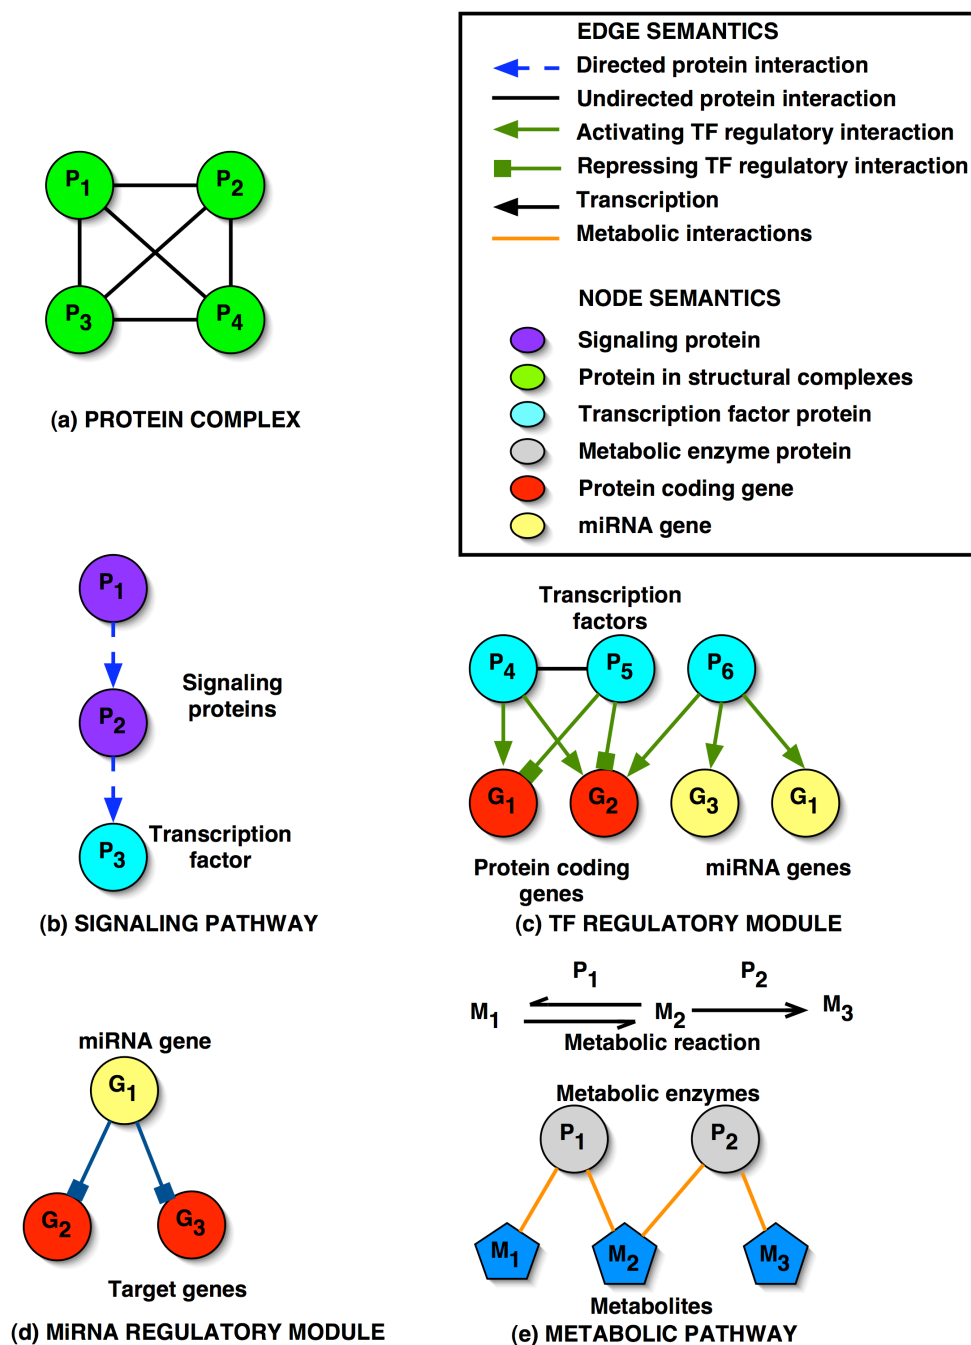 EDGE SEMANTICS
Directed protein interaction
Undirected protein interaction
Activating TF regulatory interaction
Repressing TF regulatory interaction
Transcription
Metabolic interactions
NODE SEMANTICS
Signaling protein
Protein in structural complexes
Transcription factor protein
Metabolic enzyme protein
Protein coding gene
miRNA gene
P1 P2
P3 P4
(a) PROTEIN COMPLEX
P1
P2
Signaling
proteins
P3
Transcription
factor
(b) SIGNALING PATHWAY
Transcription
factors
P4 P5 P6
G1 G2 G3 G1
Protein coding
genes
miRNA genes
(c) TF REGULATORY MODULE
miRNA gene
G1
G2 G3
Target genes
(d) MiRNA REGULATORY MODULE
P1 P2
M1 M2 M3
Metabolic reaction
Metabolic enzymes
P1 P2
M1 M2 M3
Metabolites
(e) METABOLIC PATHWAY